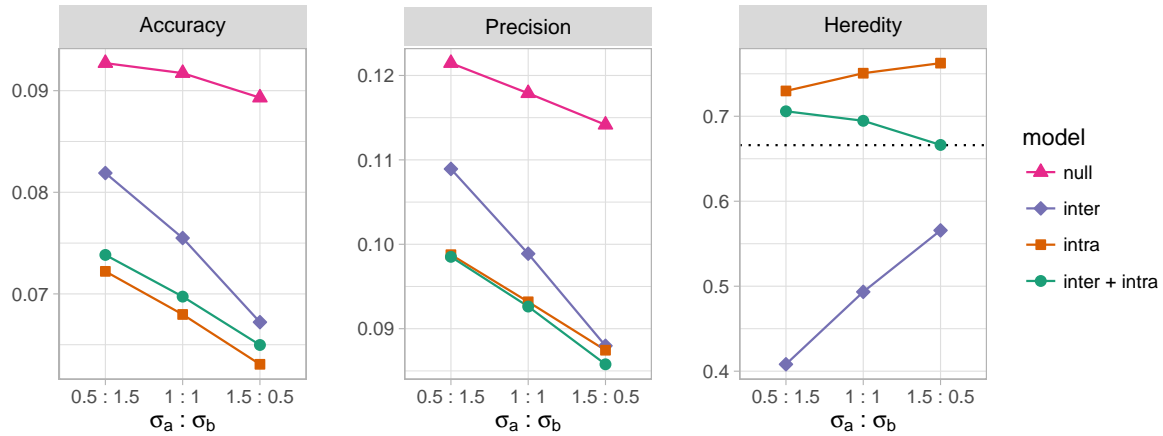 Accuracy
0.09
0.08
0.07
0.5 : 1.5 1 : 1 1.5 : 0.5
σa : σb
Precision
0.12
0.11
0.10
0.09
0.5 : 1.5 1 : 1 1.5 : 0.5
σa : σb
Heredity
0.7
0.6
0.5
0.4
0.5 : 1.5 1 : 1 1.5 : 0.5
σa : σb
model
null
inter
intra
inter + intra